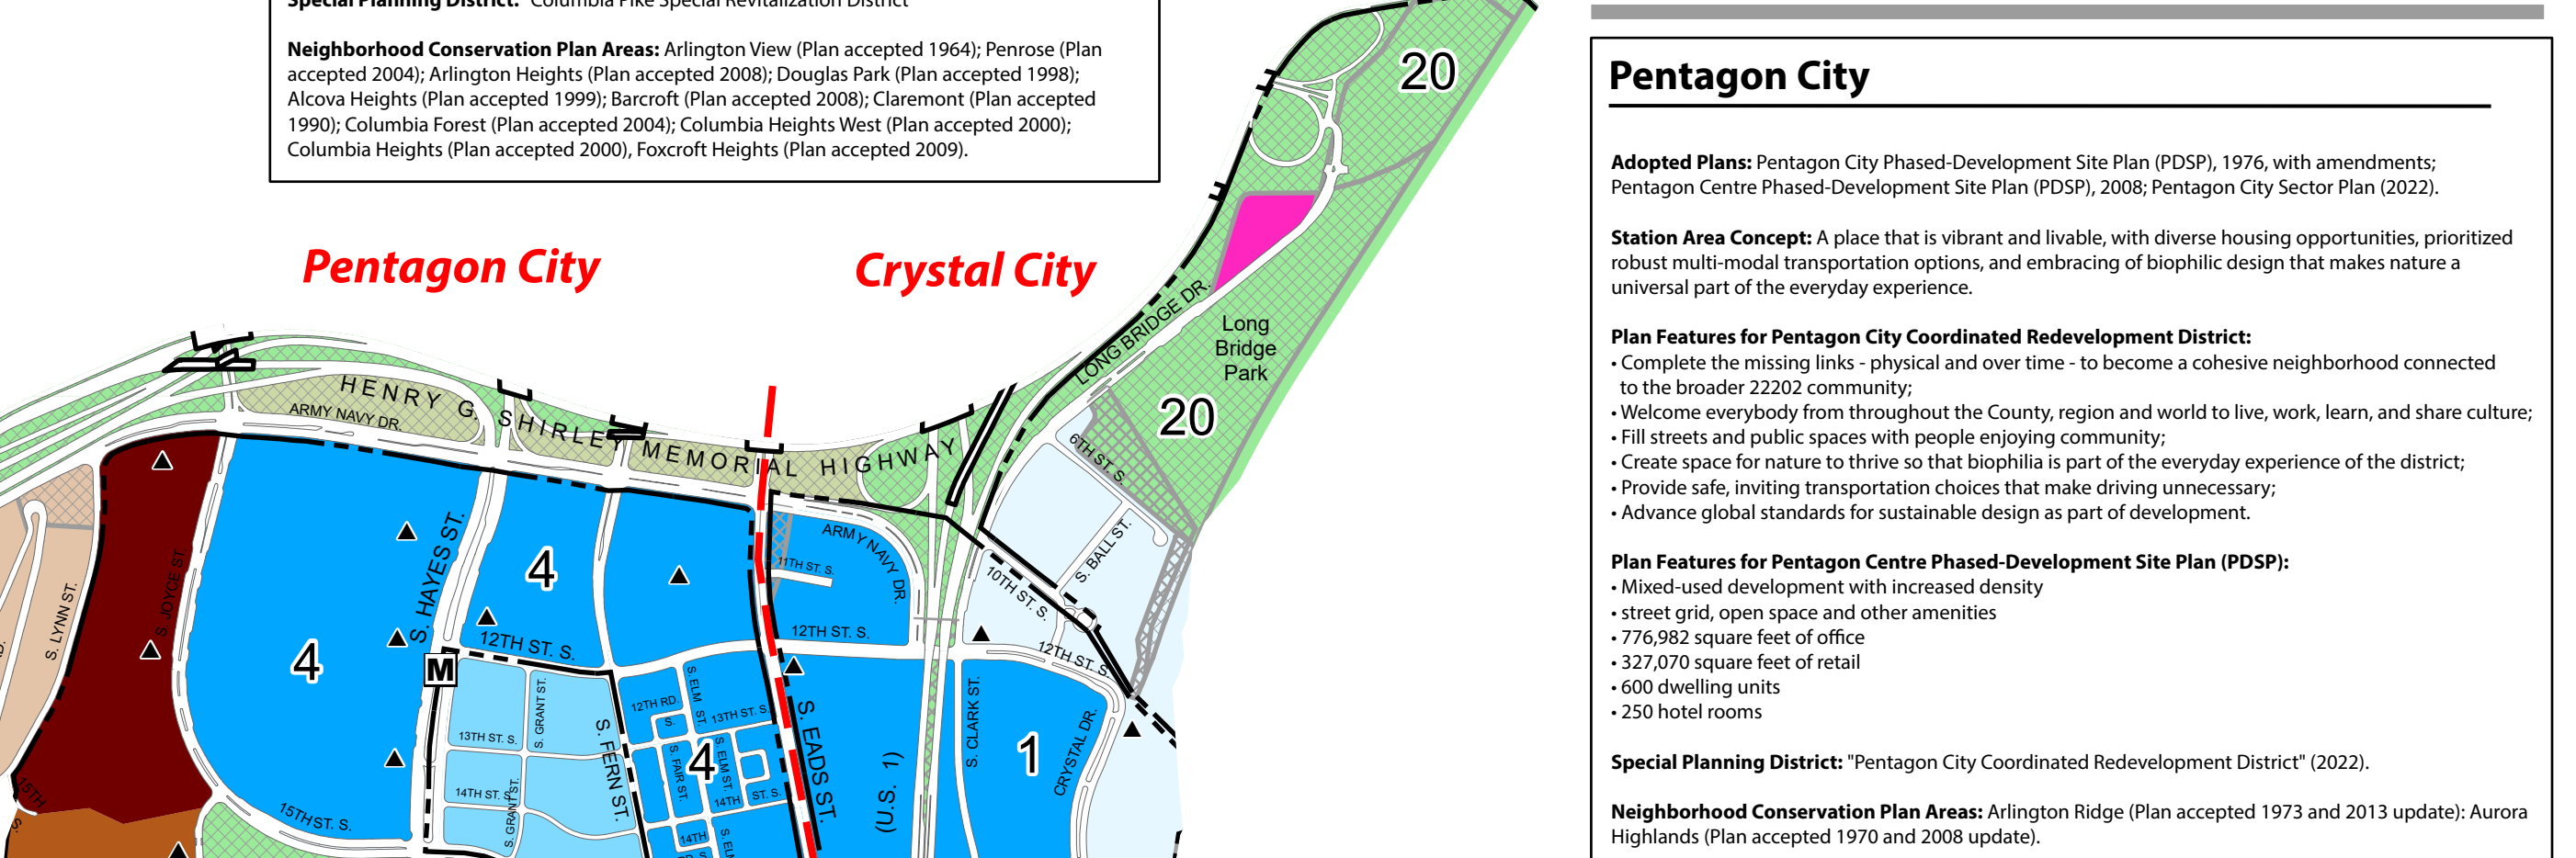 Special Planning District: "Columbia Pike Special Revitalization District"
Neighborhood Conservation Plan Areas: Arlington View (Plan accepted 1964); Penrose (Plan
accepted 2004); Arlington Heights (Plan accepted 2008); Douglas Park (Plan accepted 1998);
Alcova Heights (Plan accepted 1999); Barcroft (Plan accepted 2008); Claremont (Plan accepted
1990); Columbia Forest (Plan accepted 2004); Columbia Heights West (Plan accepted 2000);
Columbia Heights (Plan accepted 2000), Foxcroft Heights (Plan accepted 2009).
Pentagon City
Crystal City
20
LONG BRIDGE DR.
Long
Bridge
Park
20
HENRY G. SHIRLEY MEMORIAL HIGHWAY
ARMY NAVY DR.
6TH ST. S.
S. BALL ST.
10TH ST. S.
12TH ST. S.
ARMY NAVY DR.
11TH ST. S.
12TH ST. S.
S. LYNN ST.
S. JOYCE ST.
S. HAYES ST.
4
4
12TH ST. S.
M
S. GRANT ST.
13TH ST. S.
14TH ST. S.
S. GRANT ST.
S. FERN ST.
12TH RD.
S.
S. ELM ST.
13TH ST. S.
S. FAIR ST.
4
S. ELM ST.
14TH ST. S.
14TH
S.
S. ELM
S. EADS ST.
(U.S. 1)
S. CLARK ST.
1
CRYSTAL DR.
15TH
S.
15TH ST. S.
Pentagon City
Adopted Plans: Pentagon City Phased-Development Site Plan (PDSP), 1976, with amendments;
Pentagon Centre Phased-Development Site Plan (PDSP), 2008; Pentagon City Sector Plan (2022).
Station Area Concept: A place that is vibrant and livable, with diverse housing opportunities, prioritized
robust multi-modal transportation options, and embracing of biophilic design that makes nature a
universal part of the everyday experience.
Plan Features for Pentagon City Coordinated Redevelopment District:
• Complete the missing links - physical and over time - to become a cohesive neighborhood connected
to the broader 22202 community;
• Welcome everybody from throughout the County, region and world to live, work, learn, and share culture;
• Fill streets and public spaces with people enjoying community;
• Create space for nature to thrive so that biophilia is part of the everyday experience of the district;
• Provide safe, inviting transportation choices that make driving unnecessary;
• Advance global standards for sustainable design as part of development.
Plan Features for Pentagon Centre Phased-Development Site Plan (PDSP):
• Mixed-used development with increased density
• street grid, open space and other amenities
• 776,982 square feet of office
• 327,070 square feet of retail
• 600 dwelling units
• 250 hotel rooms
Special Planning District: "Pentagon City Coordinated Redevelopment District" (2022).
Neighborhood Conservation Plan Areas: Arlington Ridge (Plan accepted 1973 and 2013 update): Aurora
Highlands (Plan accepted 1970 and 2008 update).